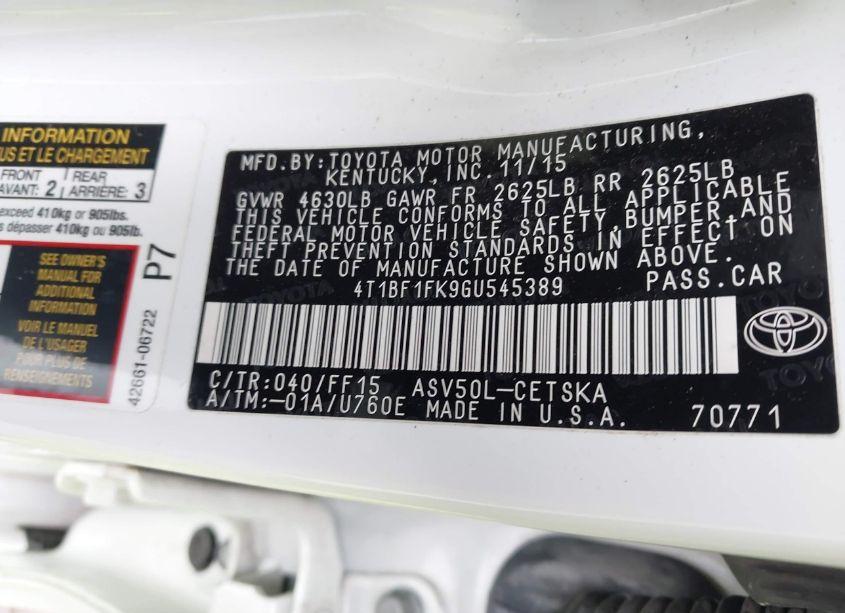 INFORMATION
US ET LE CHARGEMENT
FRONT
AVANT: 2
REAR
ARRIÈRE: 3
exceed 410kg or 905lbs.
dépasser 410kg ou 905lb.
SEE OWNER'S
MANUAL FOR
ADDITIONAL
INFORMATION
VOIR LE MANUEL
DE L'USAGER
POUR PLUS DE
RENSEIGNEMENTS
42661-06722
P7
MFD.BY:TOYOTA MOTOR MANUFACTURING,
KENTUCKY, INC. 11/15
GVWR 4630LB GAWR FR 2625LB RR 2625LB
THIS VEHICLE CONFORMS TO ALL APPLICABLE
FEDERAL MOTOR VEHICLE SAFETY,BUMPER,AND
THEFT PREVENTION STANDARDS IN EFFECT ON
THE DATE OF MANUFACTURE SHOWN ABOVE.
4T1BF1FK9GU545389 PASS.CAR
C/TR:040/FF15 ASV50L-CETSKA
A/TM:-01A/U760E MADE IN U.S.A. 70771